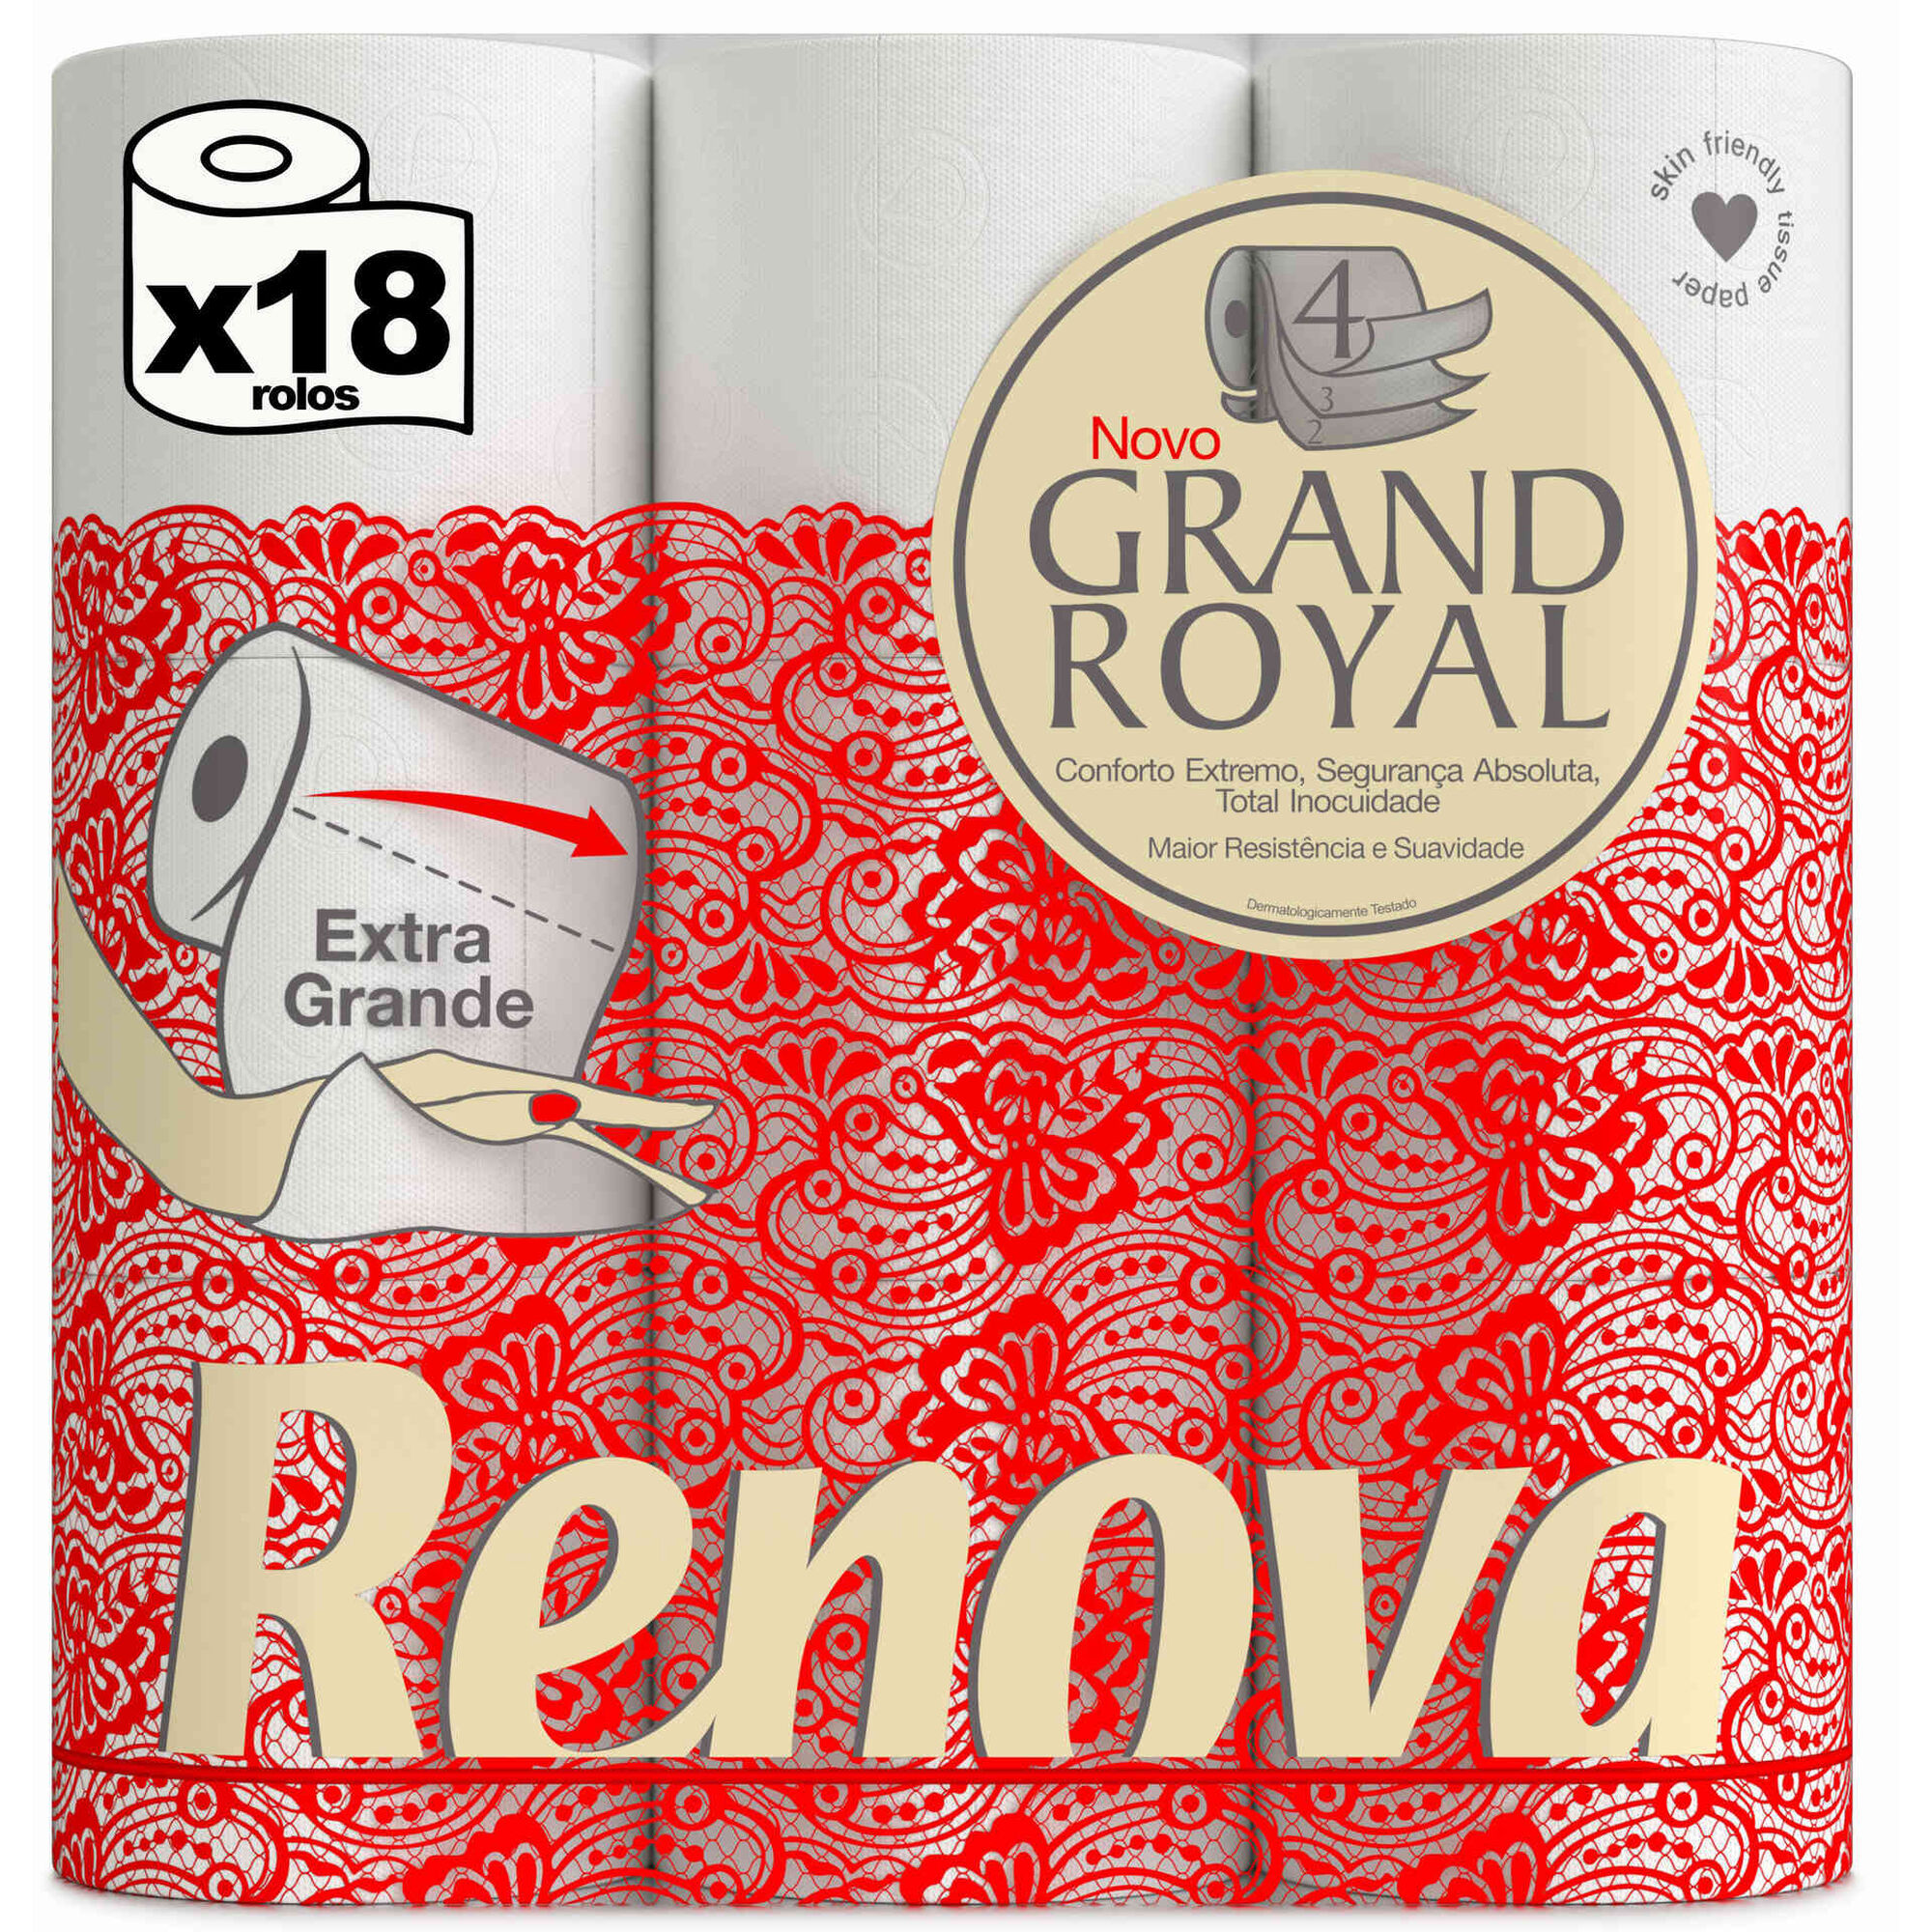 x18
rolos
skin friendly tissue paper
4
3
2
Novo
GRAND
ROYAL
Conforto Extremo, Segurança Absoluta,
Total Inocuidade
Maior Resistência e Suavidade
Dermatologicamente Testado
Extra
Grande
Renova